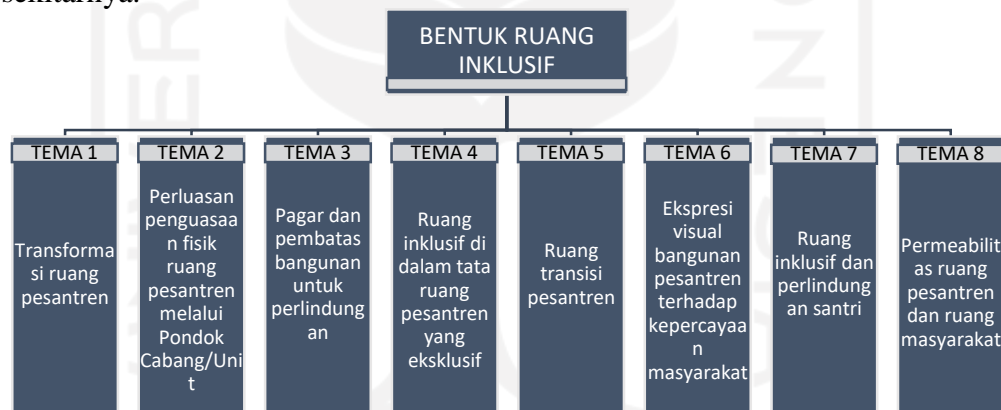 sekitarnya.
BENTUK RUANG
INKLUSIF
TEMA 1
Transforma
si ruang
pesantren
TEMA 2
Perluasan
penguasaa
n fisik
ruang
pesantren
melalui
Pondok
Cabang/Uni
t
TEMA 3
Pagar dan
pembatas
bangunan
untuk
perlindung
an
TEMA 4
Ruang
inklusif di
dalam tata
ruang
pesantren
yang
eksklusif
TEMA 5
Ruang
transisi
pesantren
TEMA 6
Ekspresi
visual
bangunan
pesantren
terhadap
kepercayaa
n
masyarakat
TEMA 7
Ruang
inklusif dan
perlindung
an santri
TEMA 8
Permeabilit
as ruang
pesantren
dan ruang
masyarakat